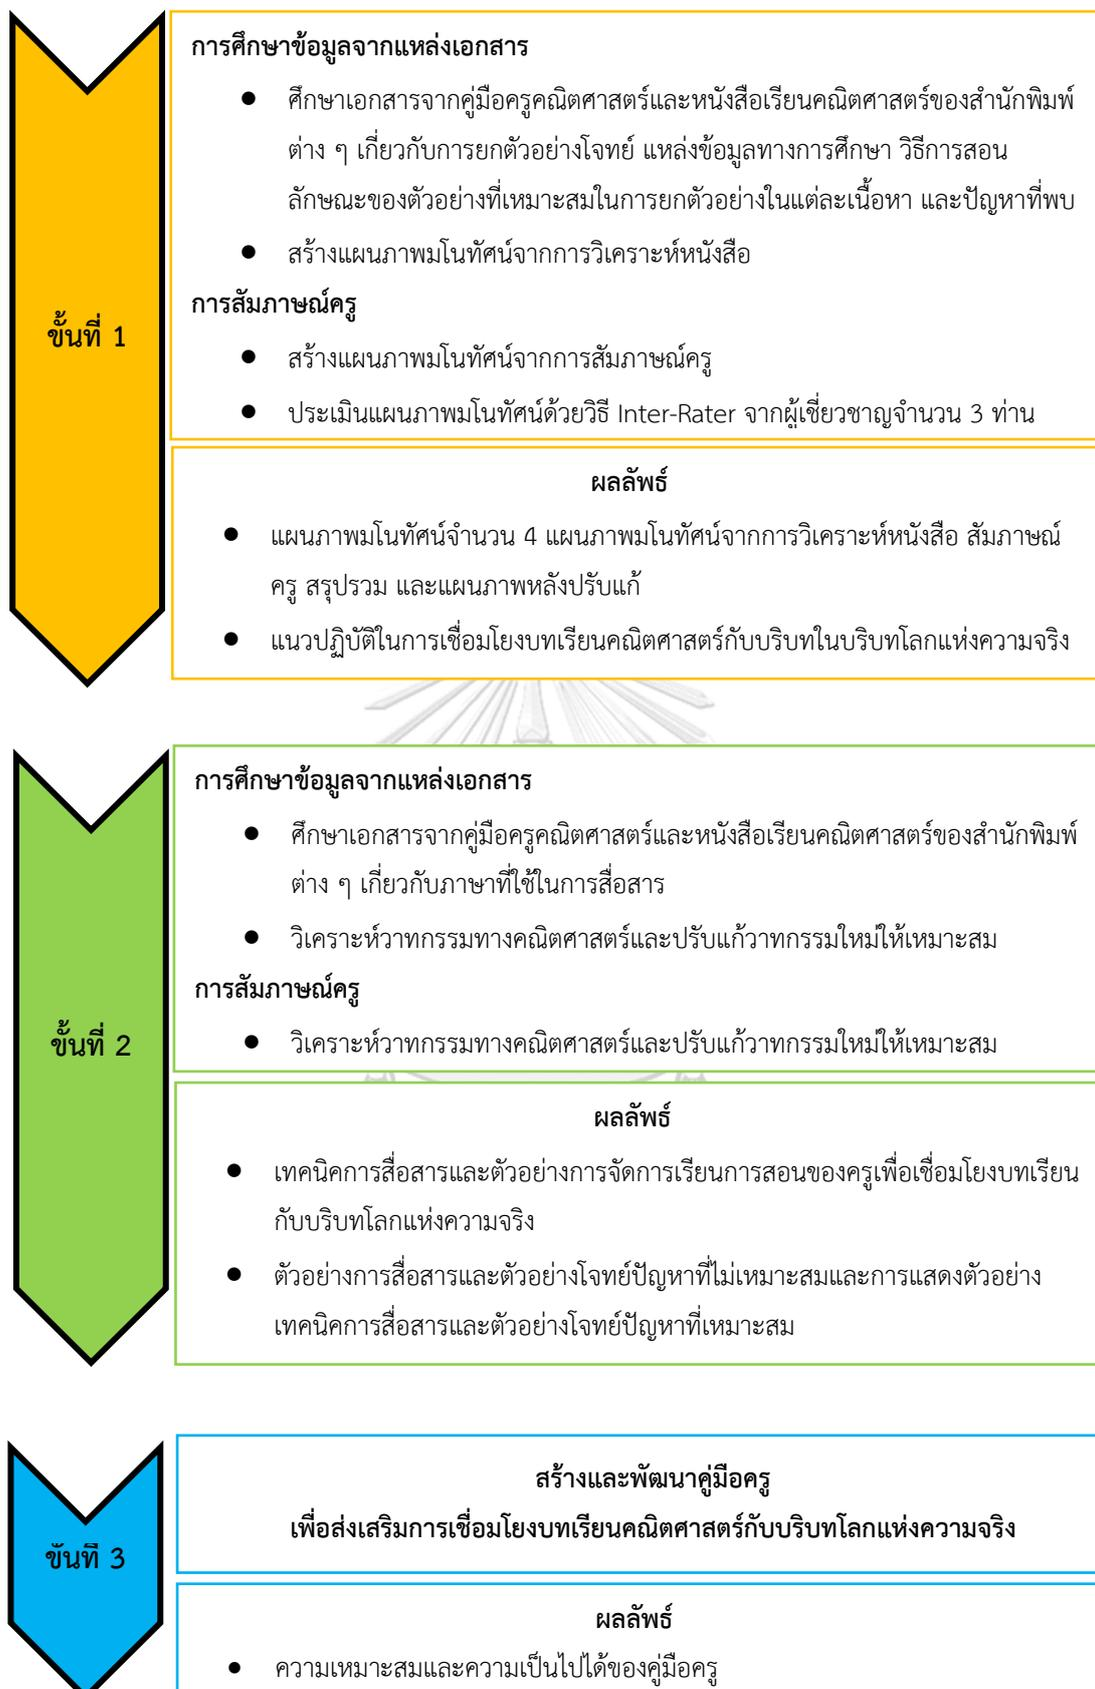 การศึกษาข้อมูลจากแหล่งเอกสาร
● ศึกษาเอกสารจากคู่มือครูคณิตศาสตร์และหนังสือเรียนคณิตศาสตร์ของสำนักพิมพ์
ต่าง ๆ เกี่ยวกับการยกตัวอย่างโจทย์ แหล่งข้อมูลทางการศึกษา วิธีการสอน
ลักษณะของตัวอย่างที่เหมาะสมในการยกตัวอย่างในแต่ละเนื้อหา และปัญหาที่พบ
● สร้างแผนภาพมโนทัศน์จากการวิเคราะห์หนังสือ
การสัมภาษณ์ครู
ขั้นที่ 1
● สร้างแผนภาพมโนทัศน์จากการสัมภาษณ์ครู
● ประเมินแผนภาพมโนทัศน์ด้วยวิธี Inter-Rater จากผู้เชี่ยวชาญจำนวน 3 ท่าน
ผลลัพธ์
● แผนภาพมโนทัศน์จำนวน 4 แผนภาพมโนทัศน์จากการวิเคราะห์หนังสือ สัมภาษณ์
ครู สรุปรวม และแผนภาพหลังปรับแก้
● แนวปฏิบัติในการเชื่อมโยงบทเรียนคณิตศาสตร์กับบริบทในบริบทโลกแห่งความจริง
การศึกษาข้อมูลจากแหล่งเอกสาร
● ศึกษาเอกสารจากคู่มือครูคณิตศาสตร์และหนังสือเรียนคณิตศาสตร์ของสำนักพิมพ์
ต่าง ๆ เกี่ยวกับภาษาที่ใช้ในการสื่อสาร
● วิเคราะห์วาทกรรมทางคณิตศาสตร์และปรับแก้วาทกรรมใหม่ให้เหมาะสม
การสัมภาษณ์ครู
ขั้นที่ 2
● วิเคราะห์วาทกรรมทางคณิตศาสตร์และปรับแก้วาทกรรมใหม่ให้เหมาะสม
ผลลัพธ์
● เทคนิคการสื่อสารและตัวอย่างการจัดการเรียนการสอนของครูเพื่อเชื่อมโยงบทเรียน
กับบริบทโลกแห่งความจริง
● ตัวอย่างการสื่อสารและตัวอย่างโจทย์ปัญหาที่ไม่เหมาะสมและการแสดงตัวอย่าง
เทคนิคการสื่อสารและตัวอย่างโจทย์ปัญหาที่เหมาะสม
สร้างและพัฒนาคู่มือครู
เพื่อส่งเสริมการเชื่อมโยงบทเรียนคณิตศาสตร์กับบริบทโลกแห่งความจริง
ขั้นที่ 3
ผลลัพธ์
● ความเหมาะสมและความเป็นไปได้ของคู่มือครู